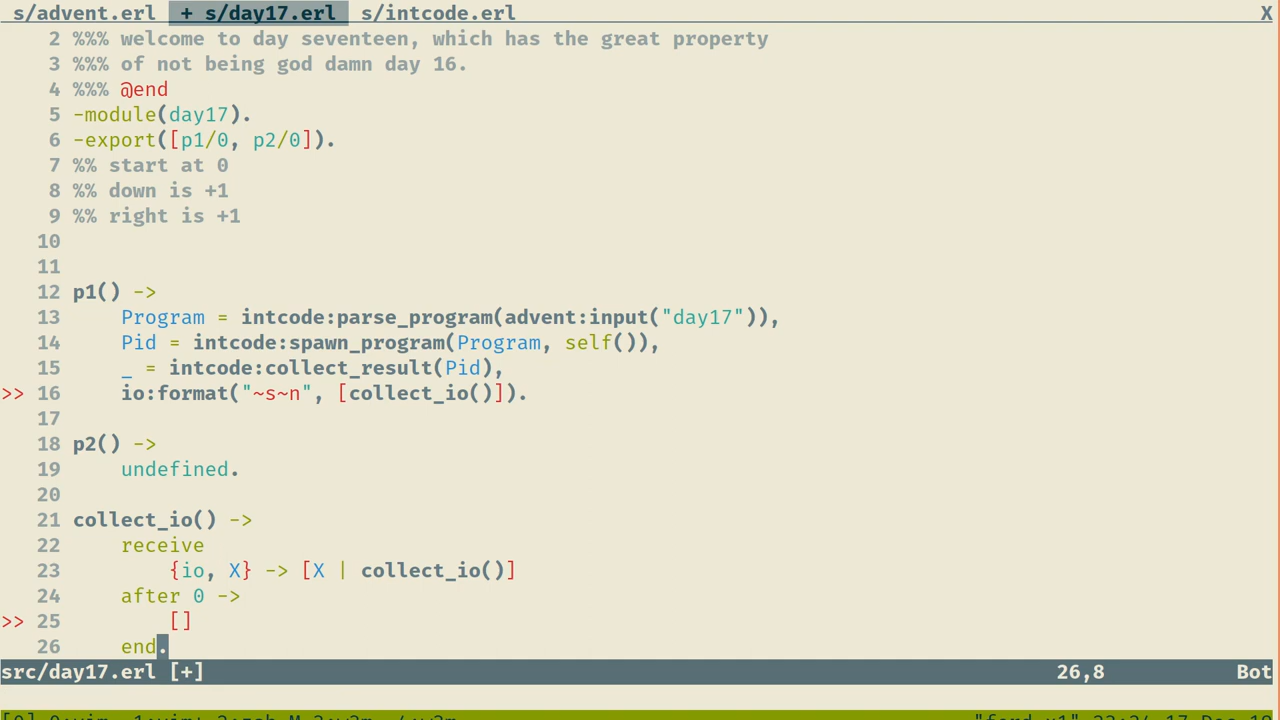 s/advent.erl  + s/day17.erl  s/intcode.erl X
2 %%% welcome to day seventeen, which has the great property
3 %%% of not being god damn day 16.
4 %%% @end
5 -module(day17).
6 -export([p1/0, p2/0]).
7 %% start at 0
8 %% down is +1
9 %% right is +1
10
11
12 p1() ->
13     Program = intcode:parse_program(advent:input("day17")),
14     Pid = intcode:spawn_program(Program, self()),
15     _ = intcode:collect_result(Pid),
>> 16     io:format("~s~n", [collect_io()]).
17
18 p2() ->
19     undefined.
20
21 collect_io() ->
22     receive
23         {io, X} -> [X | collect_io()]
24     after 0 ->
>> 25         []
26     end.
src/day17.erl [+] 26,8 Bot